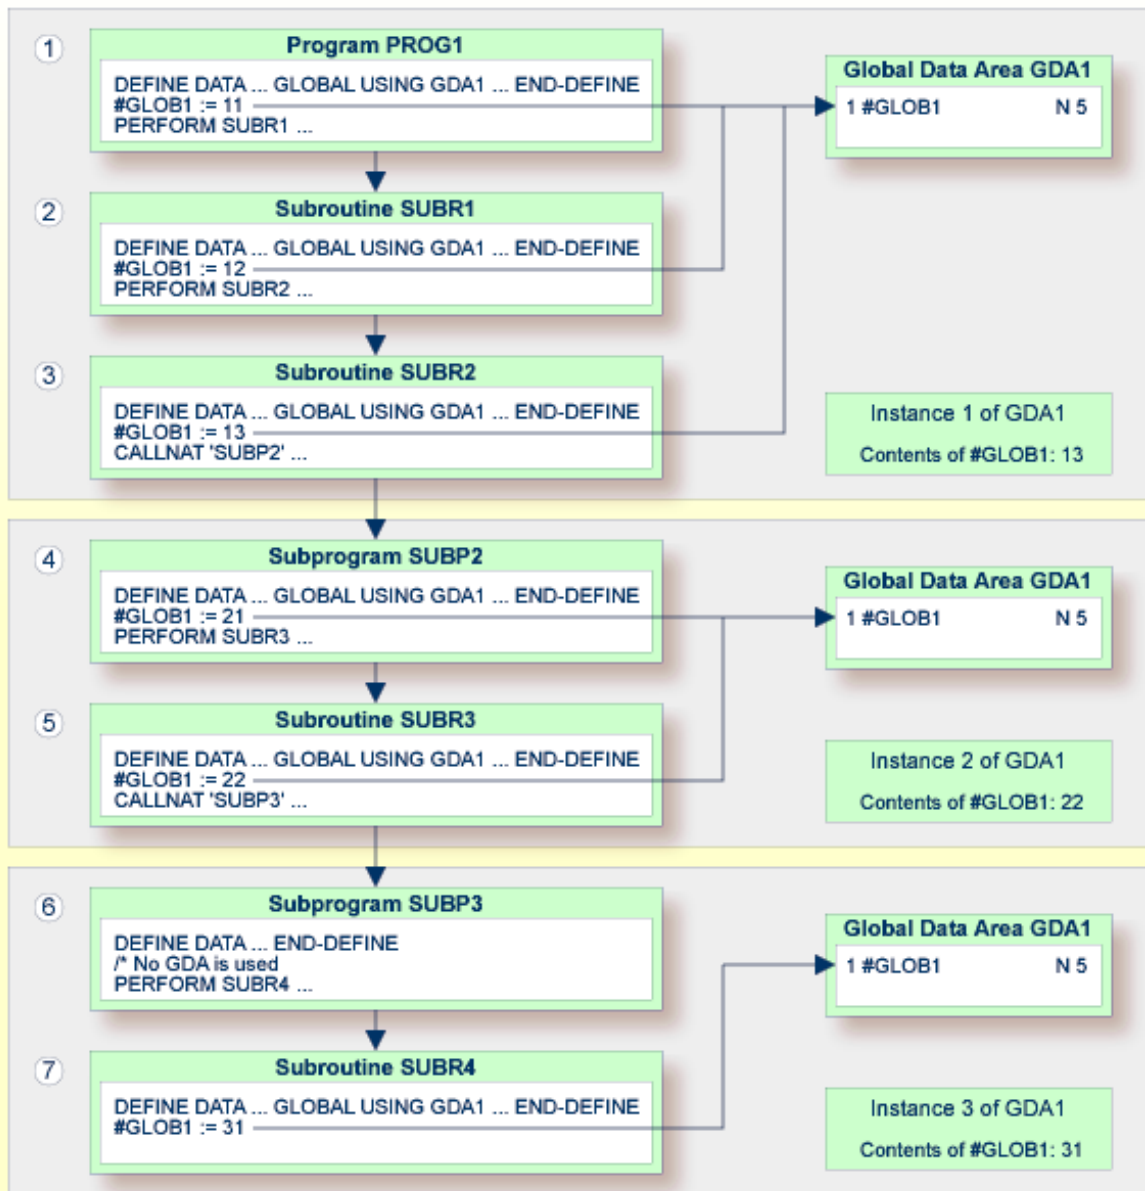 1
Program PROG1
DEFINE DATA ... GLOBAL USING GDA1 ... END-DEFINE
#GLOB1 := 11
PERFORM SUBR1 ...
Global Data Area GDA1
1 #GLOB1 N 5
2
Subroutine SUBR1
DEFINE DATA ... GLOBAL USING GDA1 ... END-DEFINE
#GLOB1 := 12
PERFORM SUBR2 ...
3
Subroutine SUBR2
DEFINE DATA ... GLOBAL USING GDA1 ... END-DEFINE
#GLOB1 := 13
CALLNAT 'SUBP2' ...
Instance 1 of GDA1
Contents of #GLOB1: 13
4
Subprogram SUBP2
DEFINE DATA ... GLOBAL USING GDA1 ... END-DEFINE
#GLOB1 := 21
PERFORM SUBR3 ...
Global Data Area GDA1
1 #GLOB1 N 5
5
Subroutine SUBR3
DEFINE DATA ... GLOBAL USING GDA1 ... END-DEFINE
#GLOB1 := 22
CALLNAT 'SUBP3' ...
Instance 2 of GDA1
Contents of #GLOB1: 22
6
Subprogram SUBP3
DEFINE DATA ... END-DEFINE
/* No GDA is used
PERFORM SUBR4 ...
Global Data Area GDA1
1 #GLOB1 N 5
7
Subroutine SUBR4
DEFINE DATA ... GLOBAL USING GDA1 ... END-DEFINE
#GLOB1 := 31
Instance 3 of GDA1
Contents of #GLOB1: 31